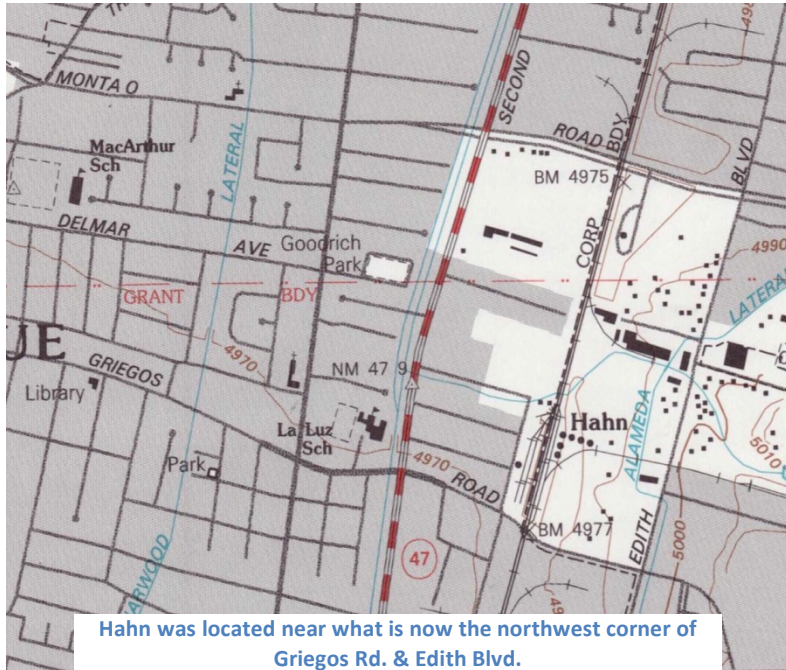 MONTA O
MacArthur
Sch
LATERAL
SECOND
ROAD
BDY
CORP
BM 4975
BLVD
4990
DELMAR
AVE
Goodrich
Park
GRANT
BDY
LATERAL
UE
GRIEGOS
4970
NM 47 9
Library
La Luz
Sch
Hahn
ALAMEDA
5010
Park
4970
ROAD
BM 4977
EDITH
5000
47
Hahn was located near what is now the northwest corner of
Griegos Rd. & Edith Blvd.